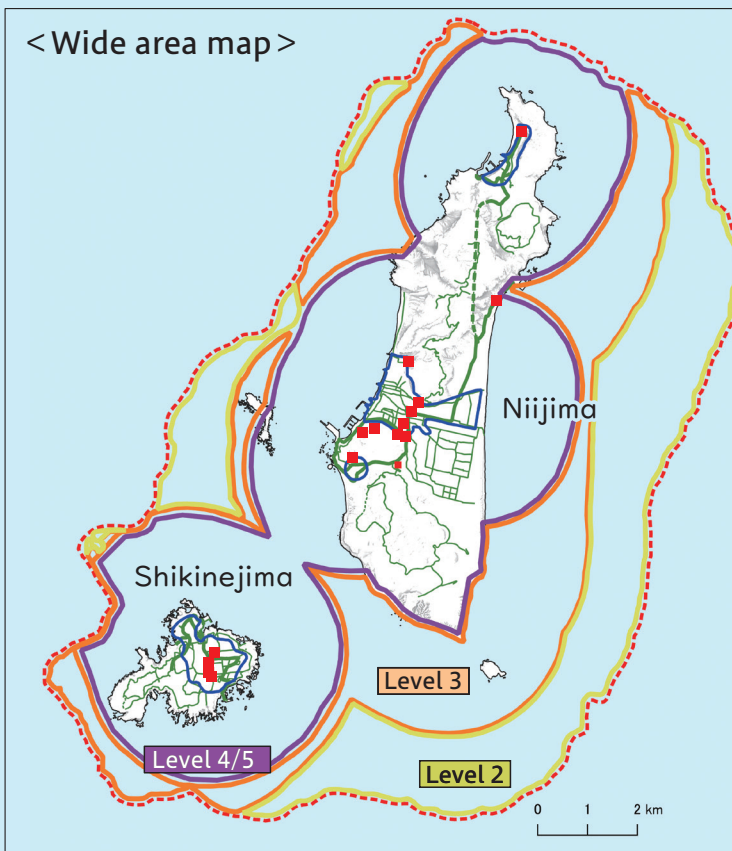 <Wide area map>
Niijima
Shikinejima
Level 3
Level 4/5
Level 2
0 1 2 km